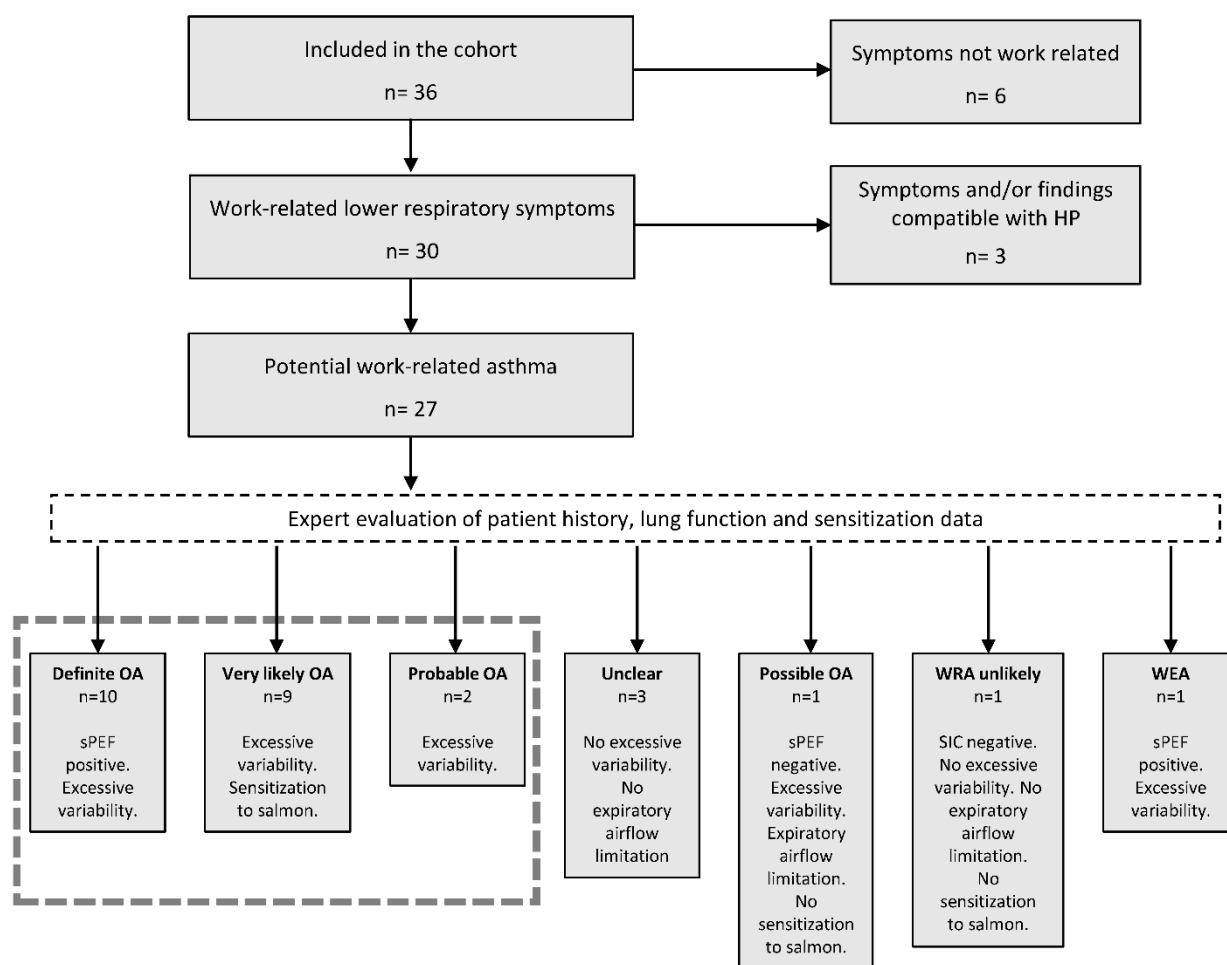 Included in the cohort
n= 36
Symptoms not work related
n= 6
Work-related lower respiratory symptoms
n= 30
Symptoms and/or findings
compatible with HP
n= 3
Potential work-related asthma
n= 27
Expert evaluation of patient history, lung function and sensitization data
Definite OA
n=10
sPEF
positive.
Excessive
variability.
Very likely OA
n=9
Excessive
variability.
Sensitization
to salmon.
Probable OA
n=2
Excessive
variability.
Unclear
n=3
No excessive
variability.
No
expiratory
airflow
limitation
Possible OA
n=1
sPEF
negative.
Excessive
variability.
Expiratory
airflow
limitation.
No
sensitization
to salmon.
WRA unlikely
n=1
SIC negative.
No excessive
variability. No
expiratory
airflow
limitation.
No
sensitization
to salmon.
WEA
n=1
sPEF
positive.
Excessive
variability.